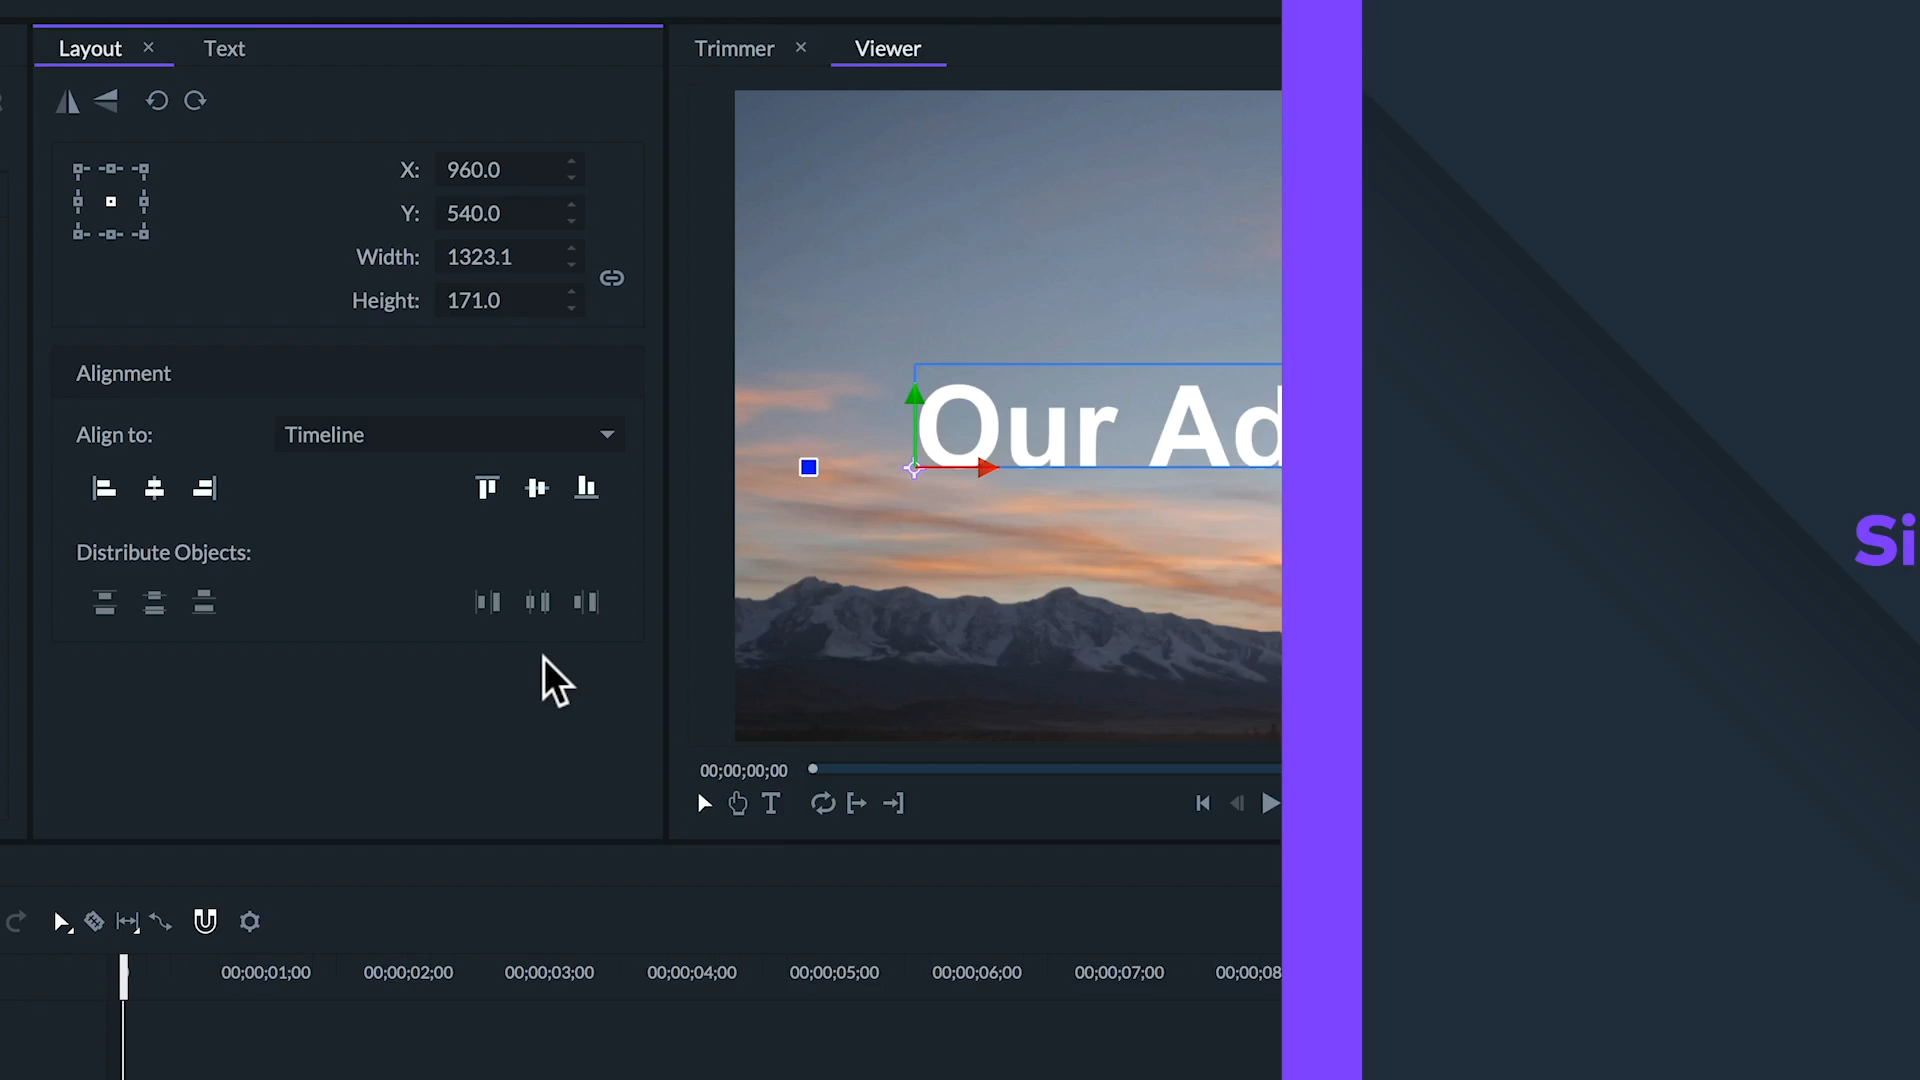 Layout
Text
Trimmer
Viewer
X: 960.0
Y: 540.0
Width: 1323.1
Height: 171.0
Alignment
Align to: Timeline
Distribute Objects:
Our Ad
00;00;00;00
Si
00;00;01;00 00;00;02;00 00;00;03;00 00;00;04;00 00;00;05;00 00;00;06;00 00;00;07;00 00;00;08